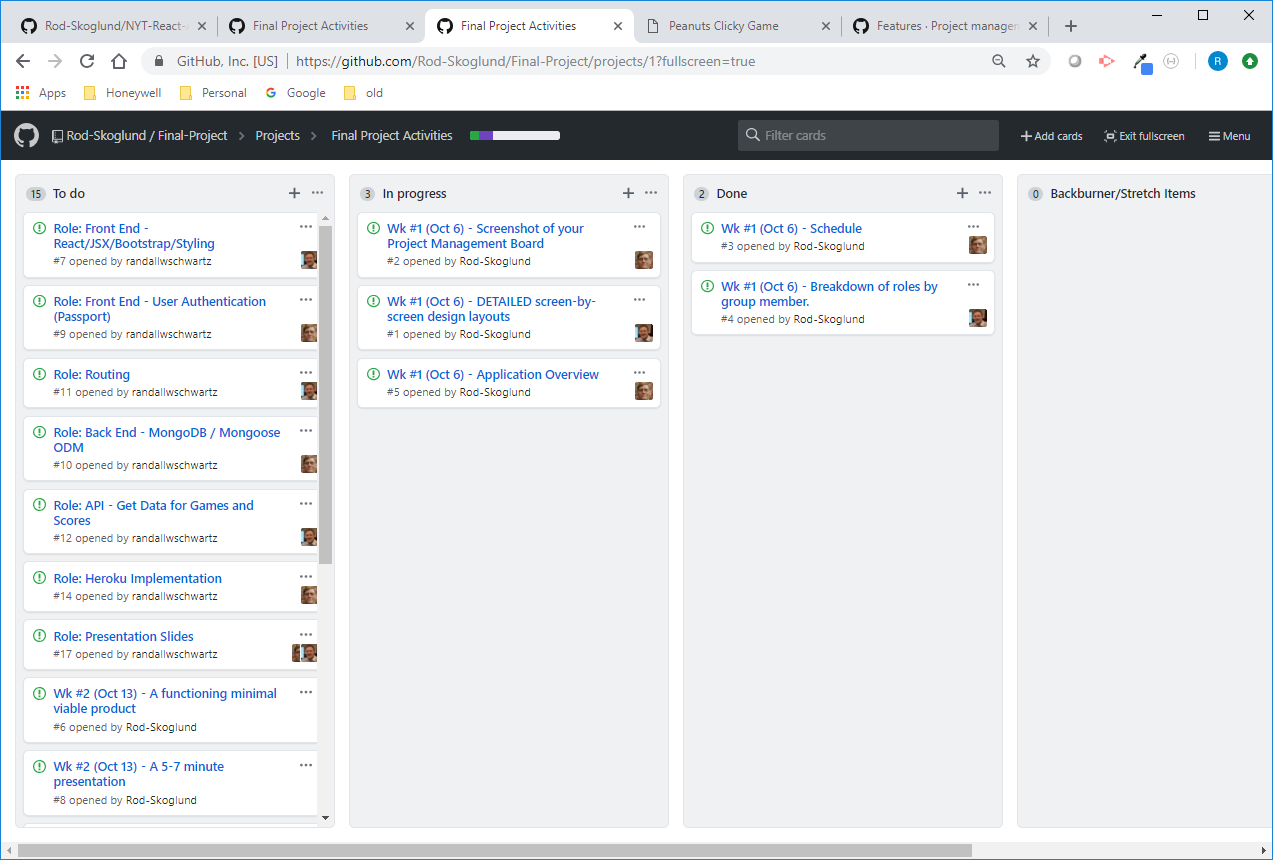 Rod-Skoglund/NYT-React-
Final Project Activities
Final Project Activities
Peanuts Clicky Game
Features · Project managem
GitHub, Inc. [US]
https://github.com/Rod-Skoglund/Final-Project/projects/1?fullscreen=true
R
Apps
Honeywell
Personal
Google
old
Rod-Skoglund / Final-Project
Projects
Final Project Activities
Filter cards
Add cards
Exit fullscreen
Menu
15 To do
Role: Front End -
React/JSX/Bootstrap/Styling
#7 opened by randallwschwartz
Role: Front End - User Authentication
(Passport)
#9 opened by randallwschwartz
Role: Routing
#11 opened by randallwschwartz
Role: Back End - MongoDB / Mongoose
ODM
#10 opened by randallwschwartz
Role: API - Get Data for Games and
Scores
#12 opened by randallwschwartz
Role: Heroku Implementation
#14 opened by randallwschwartz
Role: Presentation Slides
#17 opened by randallwschwartz
Wk #2 (Oct 13) - A functioning minimal
viable product
#6 opened by Rod-Skoglund
Wk #2 (Oct 13) - A 5-7 minute
presentation
#8 opened by Rod-Skoglund
3 In progress
Wk #1 (Oct 6) - Screenshot of your
Project Management Board
#2 opened by Rod-Skoglund
Wk #1 (Oct 6) - DETAILED screen-by-
screen design layouts
#1 opened by Rod-Skoglund
Wk #1 (Oct 6) - Application Overview
#5 opened by Rod-Skoglund
2 Done
Wk #1 (Oct 6) - Schedule
#3 opened by Rod-Skoglund
Wk #1 (Oct 6) - Breakdown of roles by
group member.
#4 opened by Rod-Skoglund
0 Backburner/Stretch Items